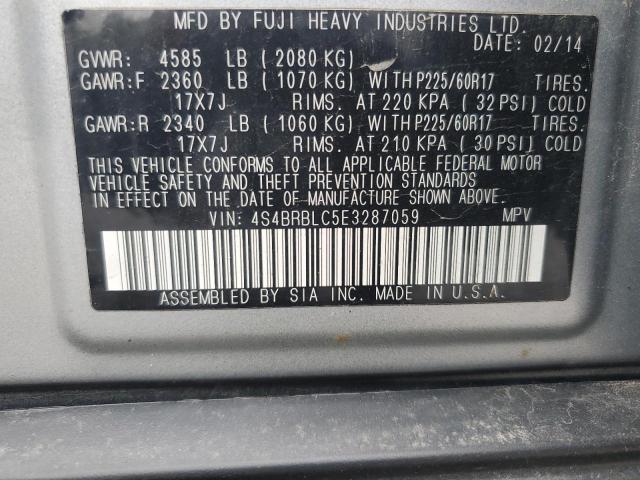 MFD BY FUJI HEAVY INDUSTRIES LTD.
DATE: 02/14
GVWR: 4585 LB (2080 KG)
GAWR:F 2360 LB (1070 KG) WITH P225/60R17 TIRES.
17X7J RIMS. AT 220 KPA (32 PSI) COLD
GAWR:R 2340 LB (1060 KG) WITH P225/60R17 TIRES.
17X7J RIMS. AT 210 KPA (30 PSI) COLD
THIS VEHICLE CONFORMS TO ALL APPLICABLE FEDERAL MOTOR
VEHICLE SAFETY AND THEFT PREVENTION STANDARDS
IN EFFECT ON THE DATE OF MANUFACTURE SHOWN ABOVE.
VIN: 4S4BRBLC5E3287059 MPV
ASSEMBLED BY SIA INC. MADE IN U.S.A.